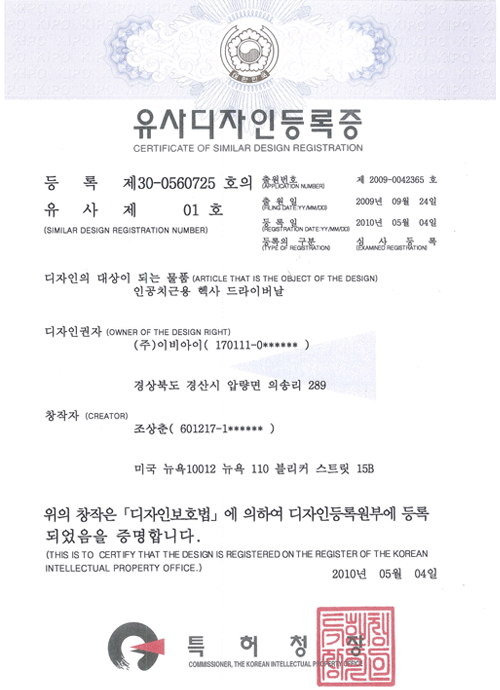 대한민국
유사디자인등록증
CERTIFICATE OF SIMILAR DESIGN REGISTRATION
등 록 제30-0560725 호의
유 사 제 01 호
(SIMILAR DESIGN REGISTRATION NUMBER)
출원번호 제 2009-0042365 호
(APPLICATION NUMBER)
출 원 일 2009년 09월 24일
(FILING DATE:YY/MM/DD)
등 록 일 2010년 05월 04일
(REGISTRATION DATE:YY/MM/DD)
등록의 구분 심 사 등 록
(TYPE OF REGISTRATION) (EXAMINED REGISTRATION)
디자인의 대상이 되는 물품 (ARTICLE THAT IS THE OBJECT OF THE DESIGN)
인공치근용 헥사 드라이버날
디자인권자 (OWNER OF THE DESIGN RIGHT)
(주)이비아이( 170111-0****** )
경상북도 경산시 압량면 의송리 289
창작자 (CREATOR)
조상춘( 601217-1****** )
미국 뉴욕10012 뉴욕 110 블리커 스트릿 15B
위의 창작은「디자인보호법」에 의하여 디자인등록원부에 등록
되었음을 증명합니다.
(THIS IS TO CERTIFY THAT THE DESIGN IS REGISTERED ON THE REGISTER OF THE KOREAN
INTELLECTUAL PROPERTY OFFICE.)
2010년 05월 04일
특 허 청 장
COMMISSIONER, THE KOREAN INTELLECTUAL PROPERTY OFFICE